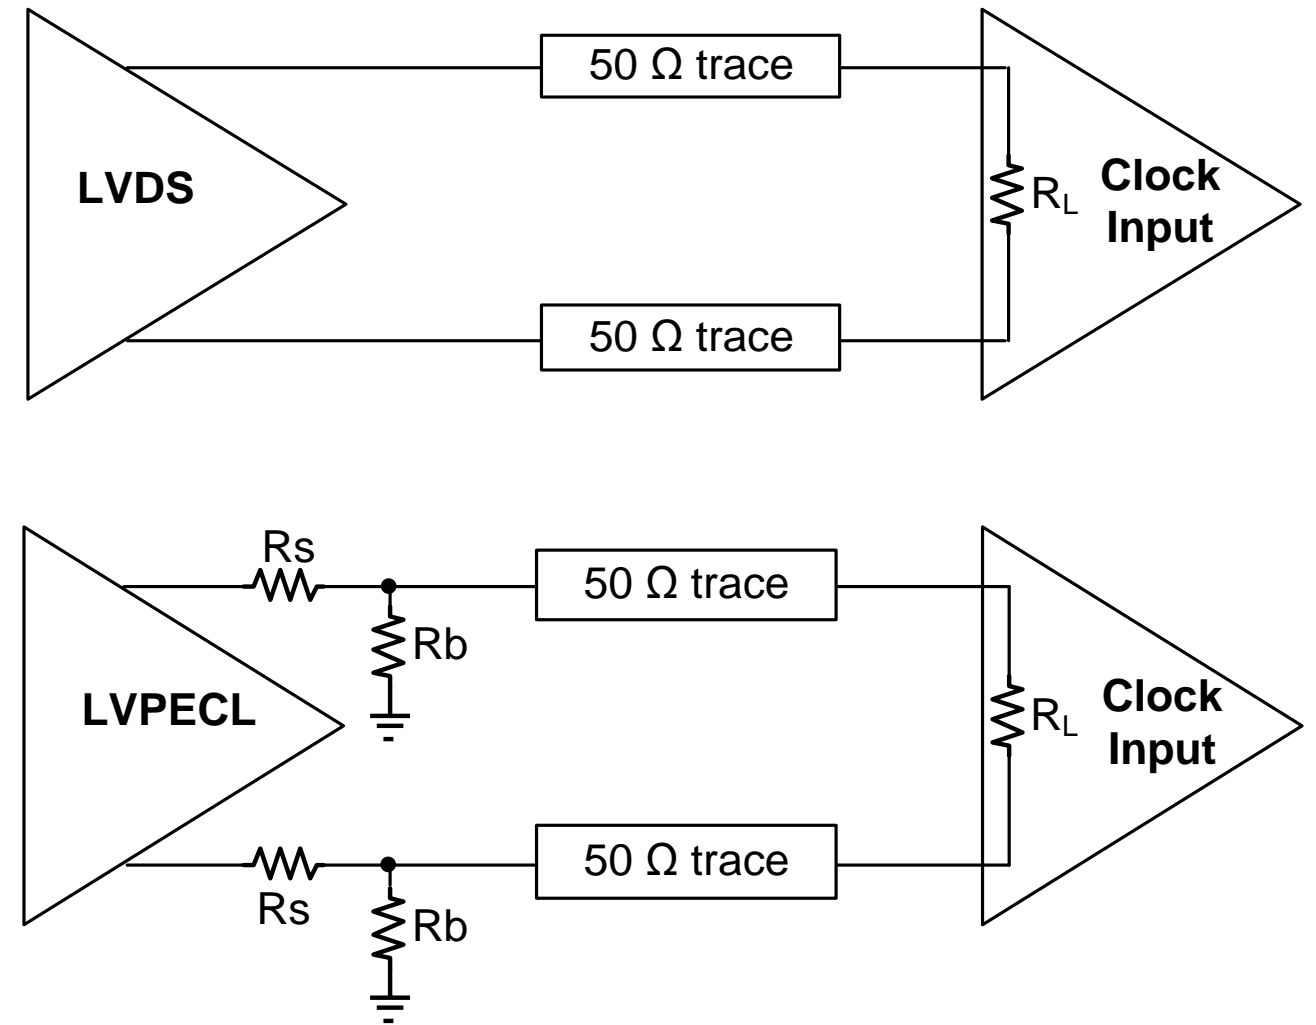 50 Ω trace
LVDS
R_L
Clock
Input
50 Ω trace
Rs
50 Ω trace
Rb
LVPECL
R_L
Clock
Input
50 Ω trace
Rs
Rb